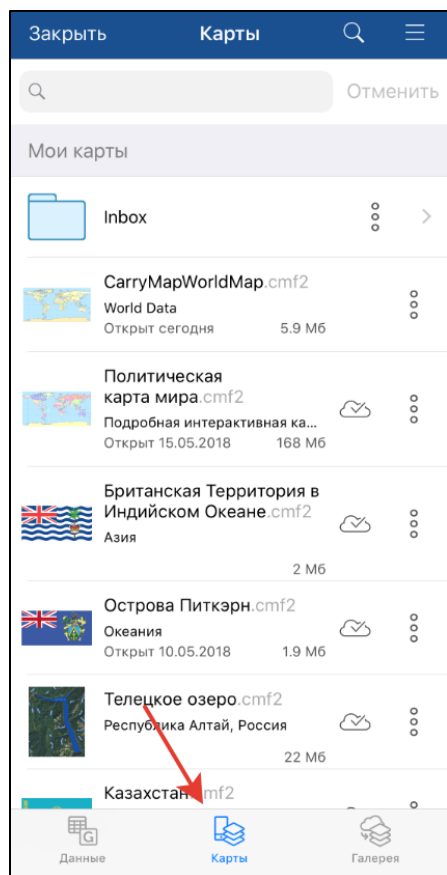 Закрыть Карты
Отменить
Мои карты
Inbox
CarryMapWorldMap.cmf2
World Data
Открыт сегодня 5.9 Мб
Политическая
карта мира.cmf2
Подробная интерактивная ка...
Открыт 15.05.2018 168 Мб
Британская Территория в
Индийском Океане.cmf2
Азия
2 Мб
Острова Питкэрн.cmf2
Океания
Открыт 10.05.2018 1.9 Мб
Телецкое озеро.cmf2
Республика Алтай, Россия
22 Мб
Казахстан.cmf2
G
Данные Карты Галерея